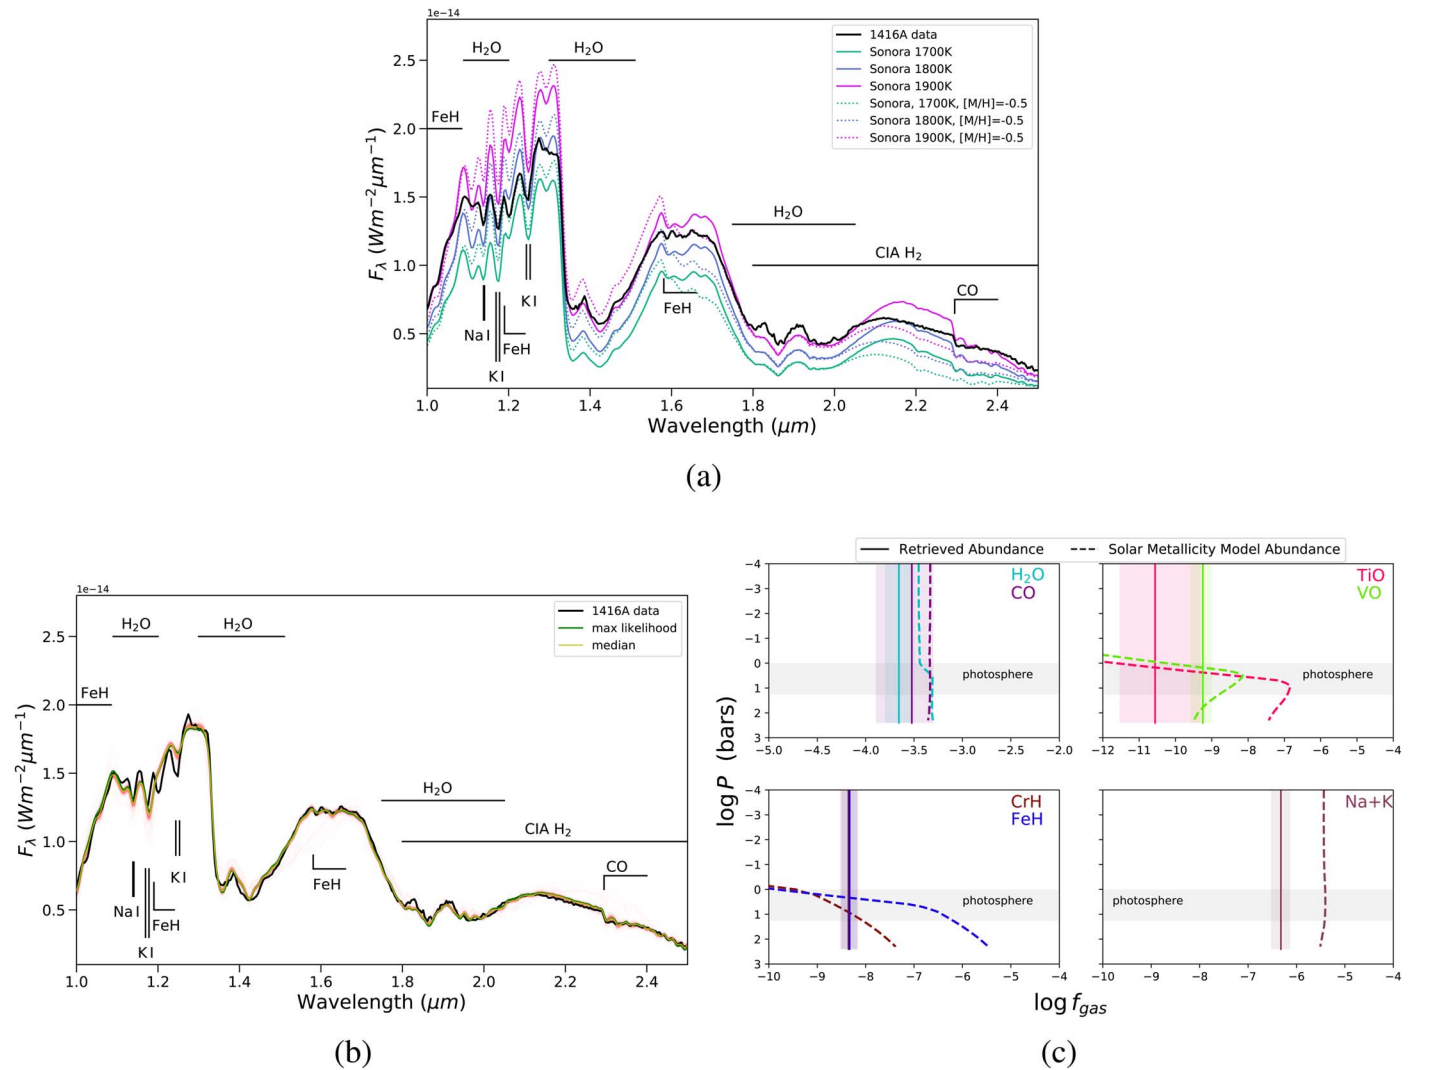 1e−14
H₂O
H₂O
FeH
1416A data
Sonora 1700K
Sonora 1800K
Sonora 1900K
Sonora, 1700K, [M/H]=-0.5
Sonora 1800K, [M/H]=-0.5
Sonora 1900K, [M/H]=-0.5
H₂O
CIA H₂
CO
FeH
K I
Na I
FeH
K I
2.5
2.0
1.5
1.0
0.5
F_λ (Wm⁻²μm⁻¹)
1.0 1.2 1.4 1.6 1.8 2.0 2.2 2.4
Wavelength (μm)
(a)
1e−14
H₂O
H₂O
FeH
1416A data
max likelihood
median
H₂O
CIA H₂
CO
FeH
K I
Na I
FeH
K I
2.5
2.0
1.5
1.0
0.5
F_λ (Wm⁻²μm⁻¹)
1.0 1.2 1.4 1.6 1.8 2.0 2.2 2.4
Wavelength (μm)
(b)
Retrieved Abundance
Solar Metallicity Model Abundance
−4
−3
−2
−1
0
1
2
3
H₂O
CO
photosphere
−5.0 −4.5 −4.0 −3.5 −3.0 −2.5 −2.0
TiO
VO
photosphere
−12 −11 −10 −9 −8 −7 −6 −5 −4
−4
−3
−2
−1
0
1
2
3
CrH
FeH
photosphere
−10 −9 −8 −7 −6 −5 −4
Na+K
photosphere
−10 −9 −8 −7 −6 −5 −4
log P (bars)
log f_gas
(c)